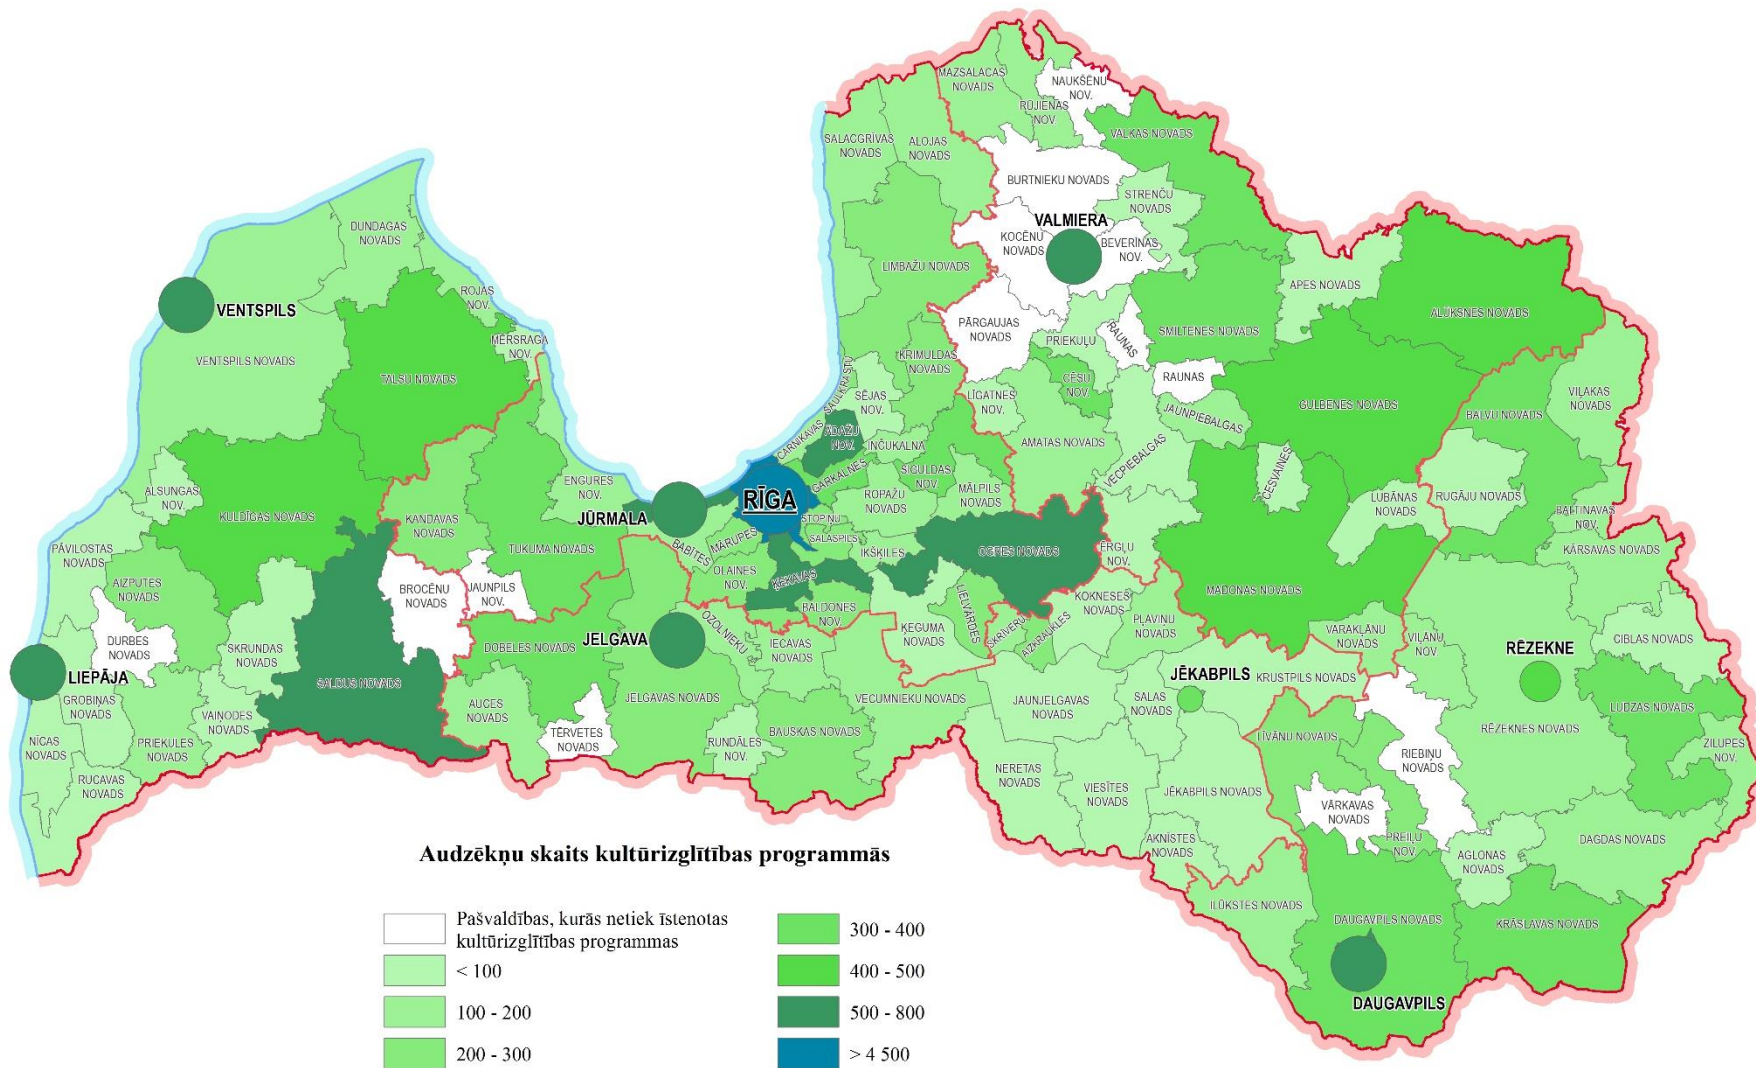 MAZSALACAS
NOVADS
NAUKŠĒNU
NOV.
RŪJIENAS
NOV.
VALKAS NOVADS
SALACGRĪVAS
NOVADS
ALOJAS
NOVADS
BURTNIEKU NOVADS
STRENČU
NOVADS
VALMIERA
KOCĒNU
NOVADS
BEVERĪNAS
NOV.
DUNDAGAS
NOVADS
LIMBAŽU NOVADS
APES NOVADS
ROJAS
NOV.
VENTSPILS
ALŪKSNES NOVADS
PĀRGAUJAS
NOVADS
RAUNAS
SMILTENES NOVADS
PRIEKUĻU
MĒRSRAGA
NOV.
VENTSPILS NOVADS
KRIMULDAS
NOVADS
TALSU NOVADS
CĒSU
NOV.
RAUNAS
SAULKRASTU
SĒJAS
NOV.
LĪGATNES
NOV.
GULBENES NOVADS
VIĻAKAS
NOVADS
BALVU NOVADS
JAUNPIEBALGAS
ĀDAŽU
NOV.
CARNIKAVAS
INČUKALNA
AMATAS NOVADS
VECPIEBALGAS
CESVAINES
GARKALNES
SIGULDAS
NOV.
ENGURES
NOV.
ALSUNGAS
NOV.
RĪGA
ROPAŽU
NOVADS
MĀLPILS
NOVADS
LUBĀNAS
NOVADS
RUGĀJU NOVADS
KULDĪGAS NOVADS
JŪRMALA
KANDAVAS
NOVADS
STOPIŅU
BALTINAVAS
NOV.
SALASPILS
MĀRUPES
BABĪTES
IKŠĶILES
OGRES NOVADS
ĒRGĻU
NOV.
KĀRSAVAS NOVADS
PĀVILOSTAS
NOVADS
TUKUMA NOVADS
OLAINES
NOV.
ĶEKAVAS
AIZPUTES
NOVADS
BROCĒNU
NOVADS
JAUNPILS
NOV.
MADONAS NOVADS
KOKNESES
NOVADS
LIELVĀRDES
BALDONES
NOV.
PĻAVIŅU
NOVADS
SKRĪVERU
AIZKRAUKLES
OZOLNIEKU
ĶEGUMA
NOVADS
VARAKĻĀNU
NOVADS
VIĻĀNU
NOV
CIBLAS NOVADS
DURBES
NOVADS
SKRUNDAS
NOVADS
DOBELES NOVADS
JELGAVA
IECAVAS
NOVADS
RĒZEKNE
LIEPĀJA
JĒKABPILS
KRUSTPILS NOVADS
SALDUS NOVADS
GROBIŅAS
NOVADS
JELGAVAS NOVADS
VECUMNIEKU NOVADS
JAUNJELGAVAS
NOVADS
SALAS
NOVADS
AUCES
NOVADS
LUDZAS NOVADS
VAIŅODES
NOVADS
NĪCAS
NOVADS
PRIEKULES
NOVADS
TĒRVETES
NOVADS
RUNDĀLES
NOV.
BAUSKAS NOVADS
LĪVĀNU NOVADS
RĒZEKNES NOVADS
RIEBIŅU
NOVADS
ZILUPES
NOV.
RUCAVAS
NOVADS
NERETAS
NOVADS
VIESĪTES
NOVADS
JĒKABPILS NOVADS
VĀRKAVAS
NOVADS
PREIĻU
NOV.
AKNĪSTES
NOVADS
AGLONAS
NOVADS
DAGDAS NOVADS
ILŪKSTES NOVADS
DAUGAVPILS NOVADS
KRĀSLAVAS NOVADS
DAUGAVPILS
Audzēkņu skaits kultūrizglītības programmās
Pašvaldības, kurās netiek īstenotas
kultūrizglītības programmas
< 100
100 - 200
200 - 300
300 - 400
400 - 500
500 - 800
> 4 500